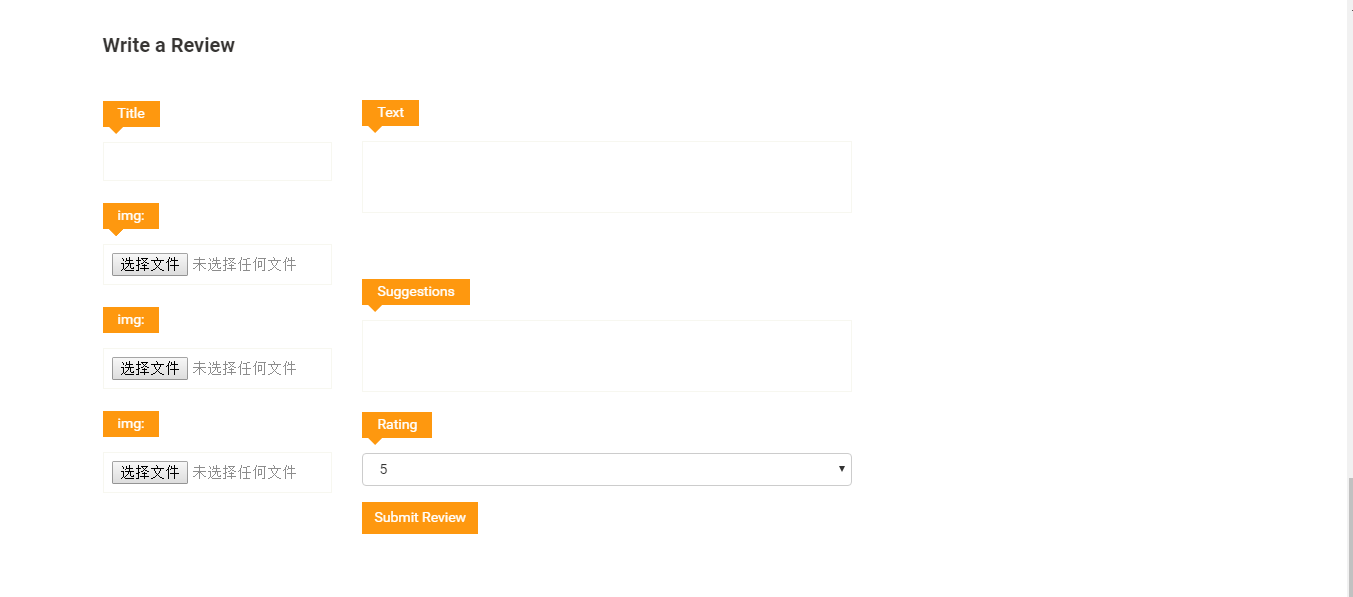 Write a Review
Title
img:
选择文件 未选择任何文件
img:
选择文件 未选择任何文件
img:
选择文件 未选择任何文件
Text
Suggestions
Rating
5
Submit Review